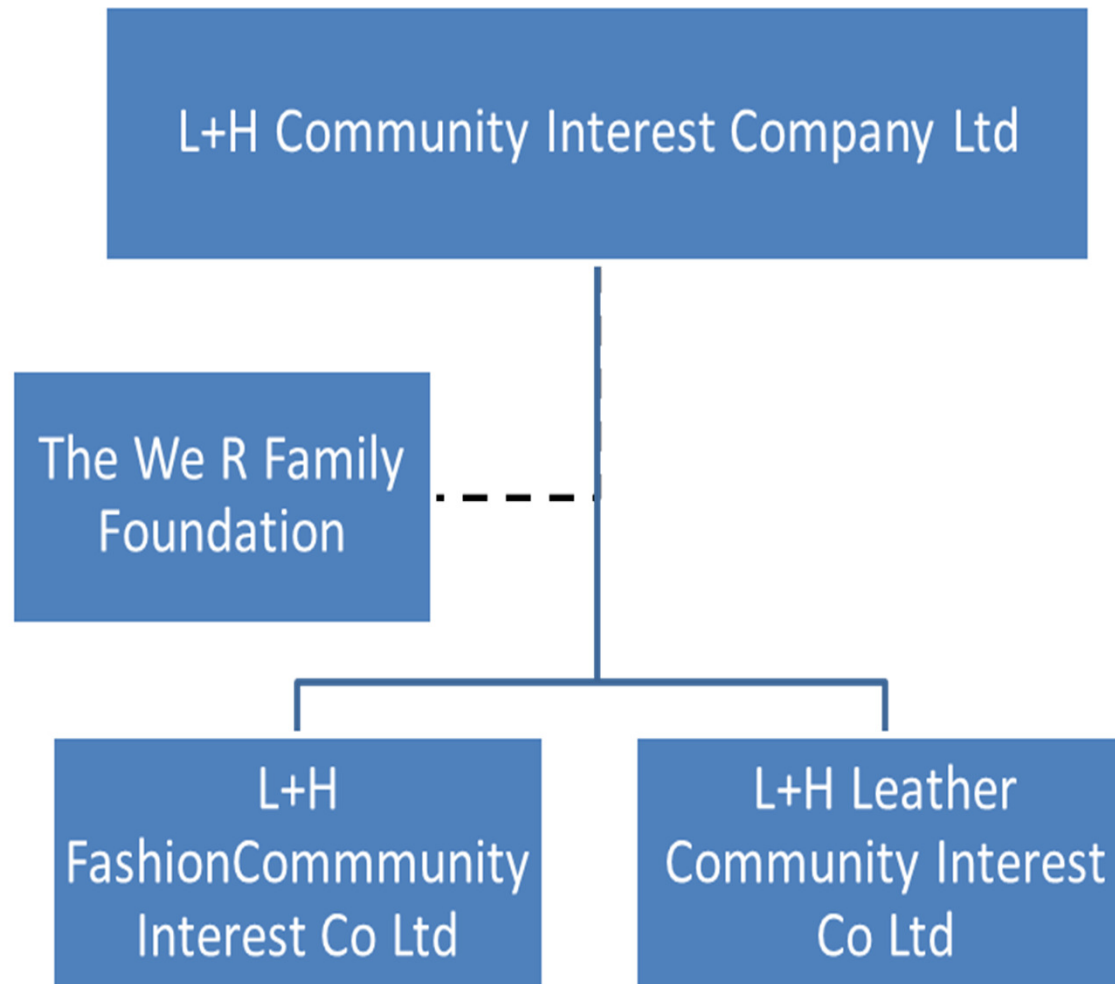 L+H Community Interest Company Ltd
The We R Family
Foundation
L+H
FashionCommmunity
Interest Co Ltd
L+H Leather
Community Interest
Co Ltd